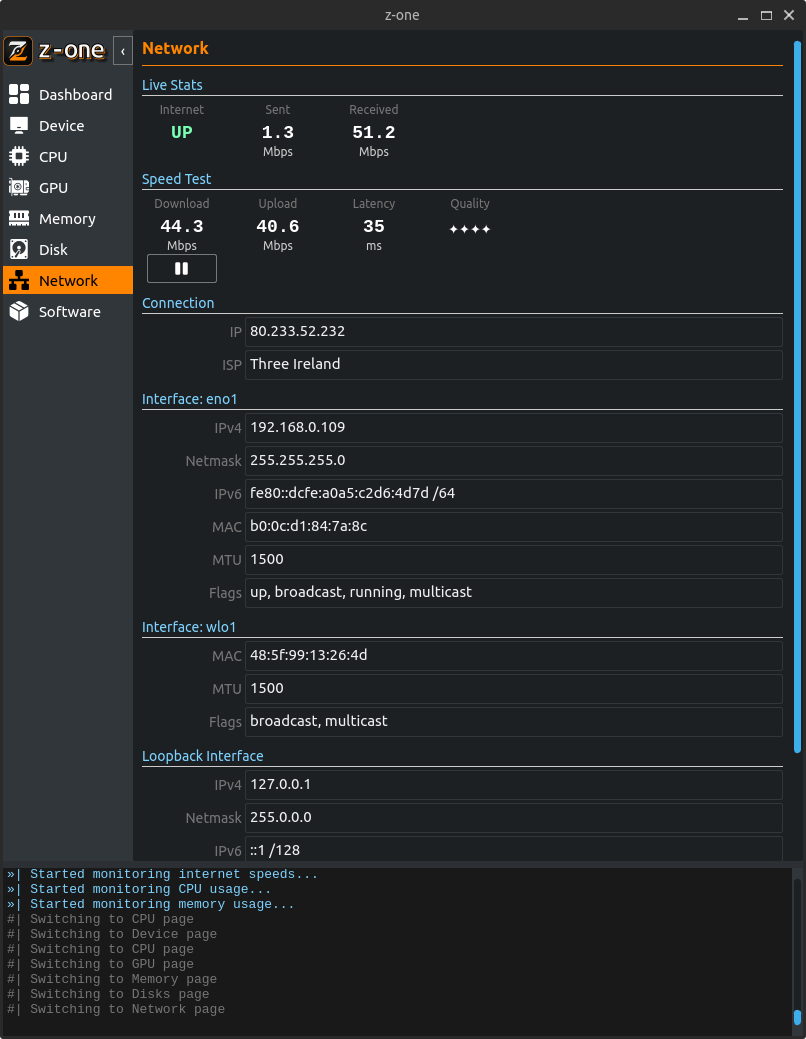 z-one
z-one
Dashboard
Device
CPU
GPU
Memory
Disk
Network
Software
Network
Live Stats
Internet Sent Received
UP 1.3 51.2
Mbps Mbps
Speed Test
Download Upload Latency Quality
44.3 40.6 35 ✦✦✦✦
Mbps Mbps ms
Connection
IP 80.233.52.232
ISP Three Ireland
Interface: eno1
IPv4 192.168.0.109
Netmask 255.255.255.0
IPv6 fe80::dcfe:a0a5:c2d6:4d7d /64
MAC b0:0c:d1:84:7a:8c
MTU 1500
Flags up, broadcast, running, multicast
Interface: wlo1
MAC 48:5f:99:13:26:4d
MTU 1500
Flags broadcast, multicast
Loopback Interface
IPv4 127.0.0.1
Netmask 255.0.0.0
IPv6 ::1 /128
»| Started monitoring internet speeds...
»| Started monitoring CPU usage...
»| Started monitoring memory usage...
#| Switching to CPU page
#| Switching to Device page
#| Switching to CPU page
#| Switching to GPU page
#| Switching to Memory page
#| Switching to Disks page
#| Switching to Network page